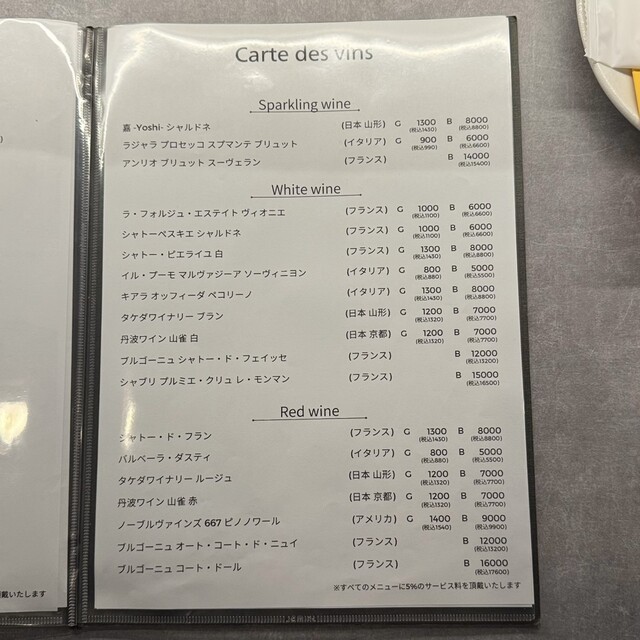 Carte des vins
Sparkling wine
嘉 -Yoshi- シャルドネ (日本 山形) G 1300 (税込1430) B 8000 (税込8800)
ラジャラ プロセッコ スプマンテ ブリュット (イタリア) G 900 (税込990) B 6000 (税込6600)
アンリオ ブリュット スーヴェラン (フランス) B 14000 (税込15400)
White wine
ラ・フォルジュ・エステイト ヴィオニエ (フランス) G 1000 (税込1100) B 6000 (税込6600)
シャトーペスキエ シャルドネ (フランス) G 1000 (税込1100) B 6000 (税込6600)
シャトー・ピエライユ 白 (フランス) G 1300 (税込1430) B 8000 (税込8800)
イル・プーモ マルヴァジーア ソーヴィニヨン (イタリア) G 800 (税込880) B 5000 (税込5500)
キアラ オッフィーダ ペコリーノ (イタリア) G 1300 (税込1430) B 8000 (税込8800)
タケダワイナリー ブラン (日本 山形) G 1200 (税込1320) B 7000 (税込7700)
丹波ワイン 山雀 白 (日本 京都) G 1200 (税込1320) B 7000 (税込7700)
ブルゴーニュ シャトー・ド・フェイッセ (フランス) B 12000 (税込13200)
シャブリ プルミエ・クリュ レ・モンマン (フランス) B 15000 (税込16500)
Red wine
シャトー・ド・フラン (フランス) G 1300 (税込1430) B 8000 (税込8800)
バルベーラ・ダスティ (イタリア) G 800 (税込880) B 5000 (税込5500)
タケダワイナリー ルージュ (日本 山形) G 1200 (税込1320) B 7000 (税込7700)
丹波ワイン 山雀 赤 (日本 京都) G 1200 (税込1320) B 7000 (税込7700)
ノーブルヴァインズ 667 ピノノワール (アメリカ) G 1400 (税込1540) B 9000 (税込9900)
ブルゴーニュ オート・コート・ド・ニュイ (フランス) B 12000 (税込13200)
ブルゴーニュ コート・ドール (フランス) B 16000 (税込17600)
※すべてのメニューに5%のサービス料を頂戴いたします
頂戴いたします